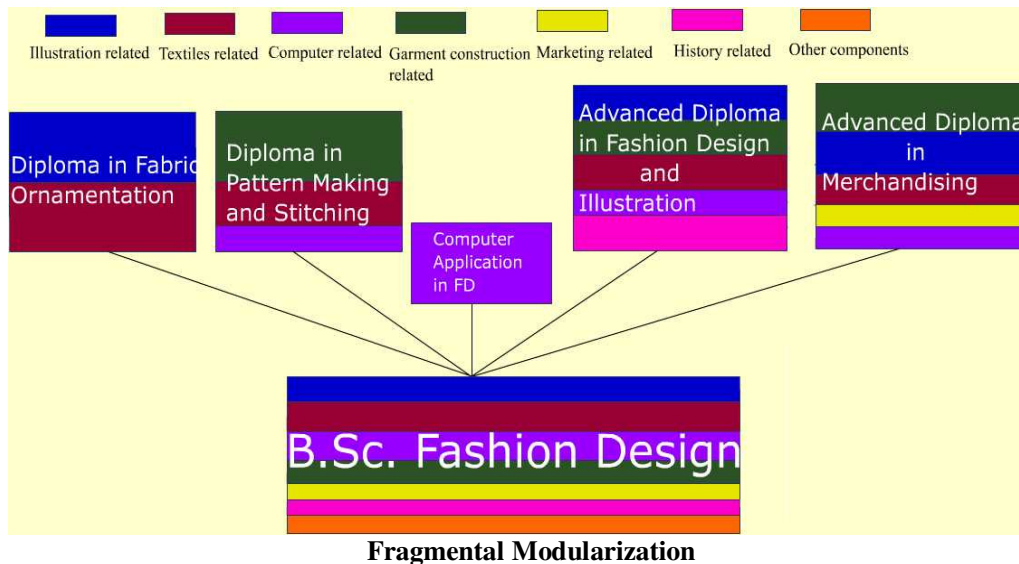 Illustration related
Textiles related
Computer related
Garment construction
related
Marketing related
History related
Other components
Diploma in Fabric
Ornamentation
Diploma in
Pattern Making
and Stitching
Computer
Application
in FD
Advanced Diploma
in Fashion Design
and
Illustration
Advanced Diploma
in
Merchandising
B.Sc. Fashion Design
Fragmental Modularization